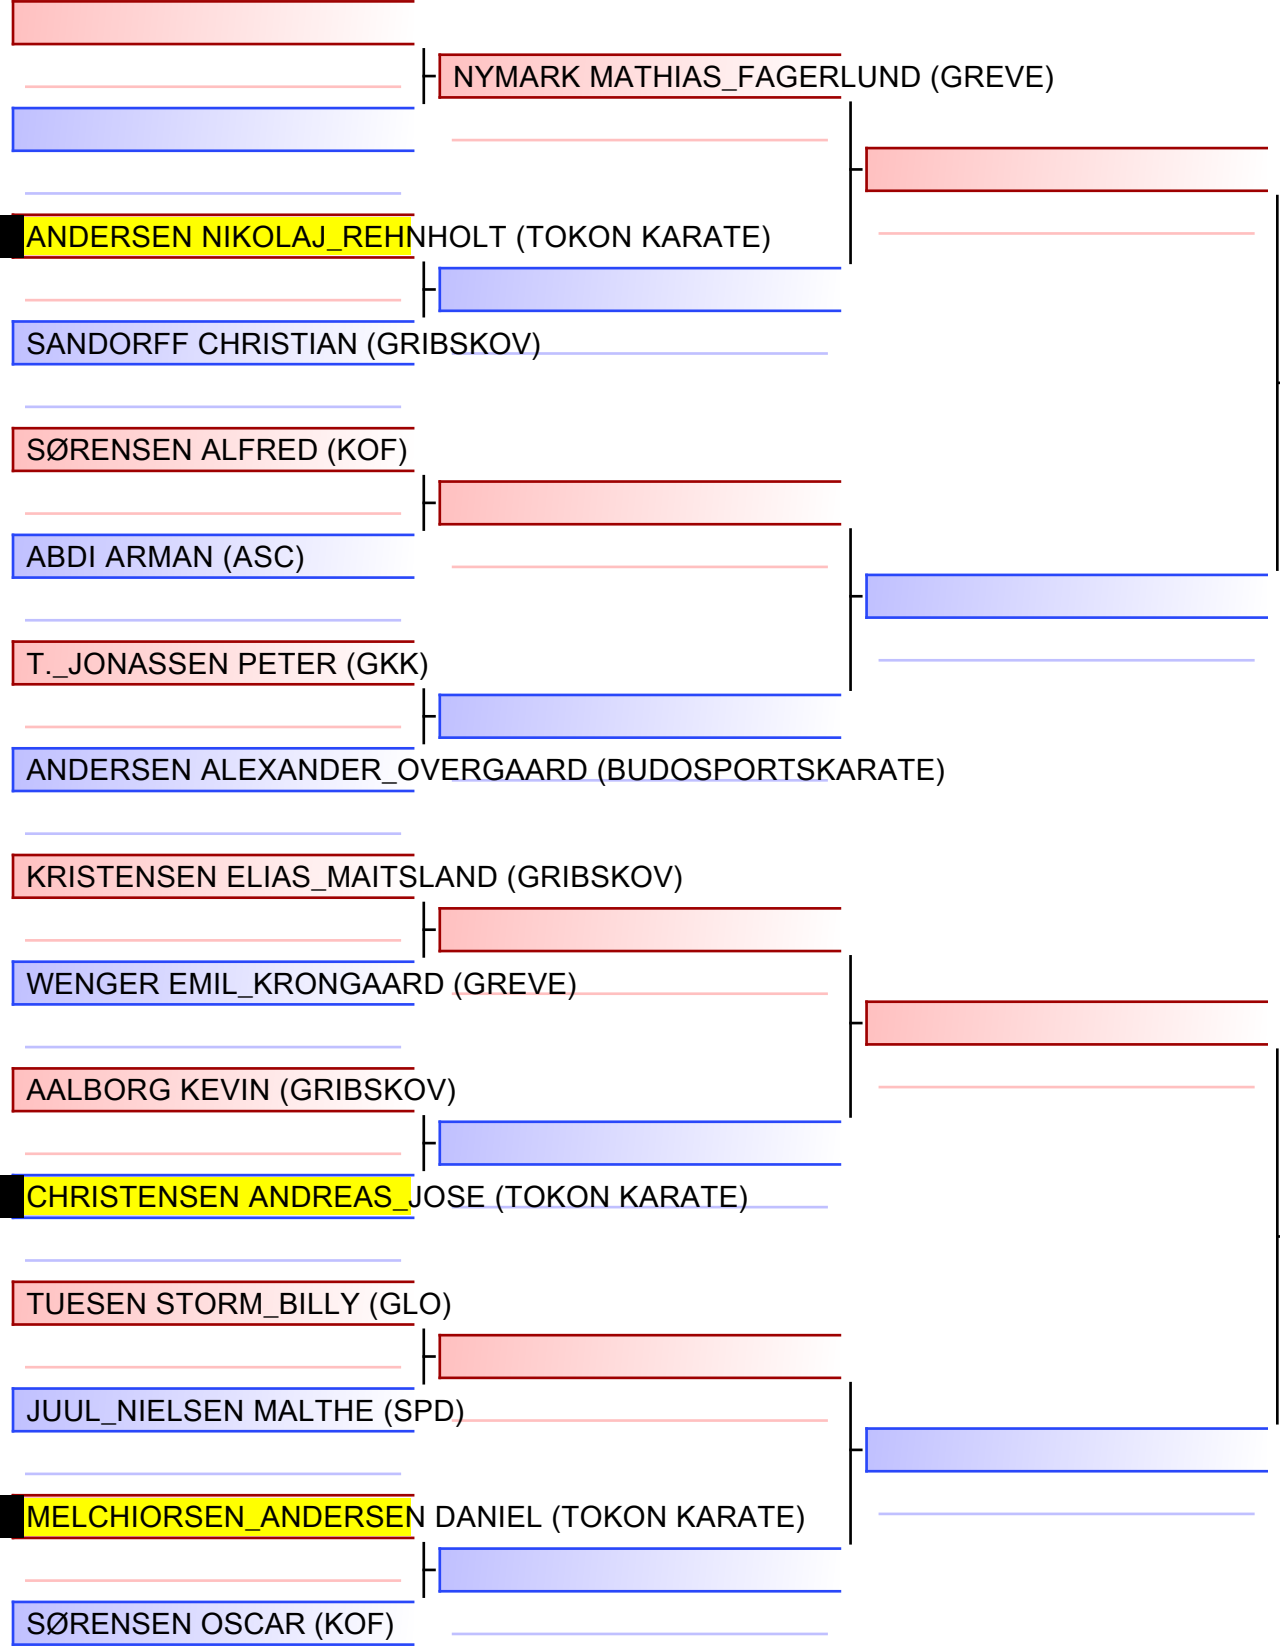 NYMARK MATHIAS_FAGERLUND (GREVE)
ANDERSEN NIKOLAJ_REHNHOLT (TOKON KARATE)
SANDORFF CHRISTIAN (GRIBSKOV)
SØRENSEN ALFRED (KOF)
ABDI ARMAN (ASC)
T._JONASSEN PETER (GKK)
ANDERSEN ALEXANDER_OVERGAARD (BUDOSPORTSKARATE)
KRISTENSEN ELIAS_MAITSLAND (GRIBSKOV)
WENGER EMIL_KRONGAARD (GREVE)
AALBORG KEVIN (GRIBSKOV)
CHRISTENSEN ANDREAS_JOSE (TOKON KARATE)
TUESEN STORM_BILLY (GLO)
JUUL_NIELSEN MALTHE (SPD)
MELCHIORSEN_ANDERSEN DANIEL (TOKON KARATE)
SØRENSEN OSCAR (KOF)